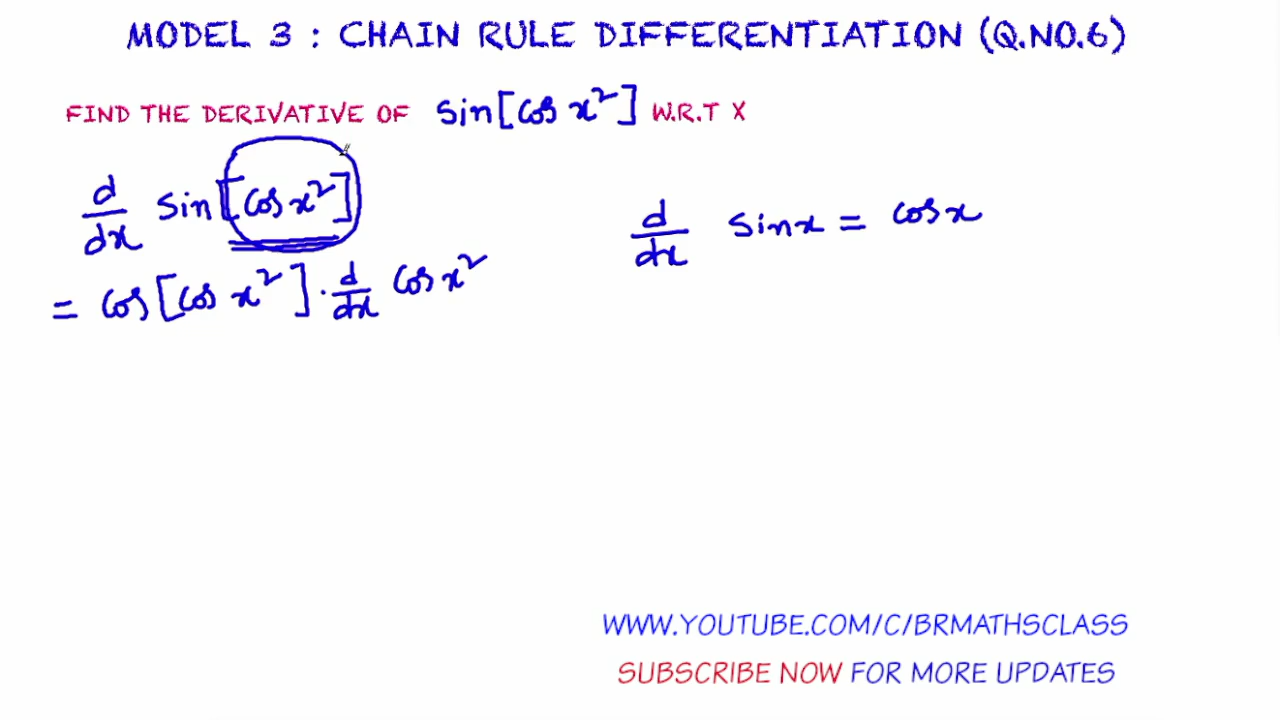 MODEL 3 : CHAIN RULE DIFFERENTIATION (Q.NO.6)
FIND THE DERIVATIVE OF sin[cos x²] W.R.T X
d/dx sin[cos x²]
d/dx sinx = cosx
= cos[cos x²]·d/dx cos x²
WWW.YOUTUBE.COM/C/BRMATHSCLASS
SUBSCRIBE NOW FOR MORE UPDATES